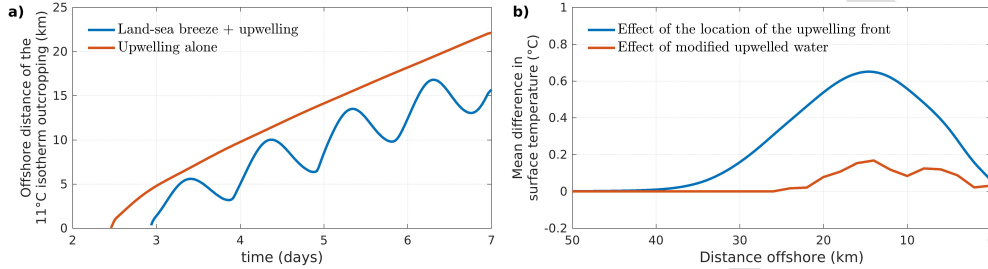 a)
Offshore distance of the
11°C isotherm outcropping (km)
25
20
15
10
5
0
Land-sea breeze + upwelling
Upwelling alone
2
3
4
5
6
7
time (days)
b)
Mean difference in
surface temperature (°C)
1
0.8
0.6
0.4
0.2
0
-0.2
Effect of the location of the upwelling front
Effect of modified upwelled water
50
40
30
20
10
Distance offshore (km)